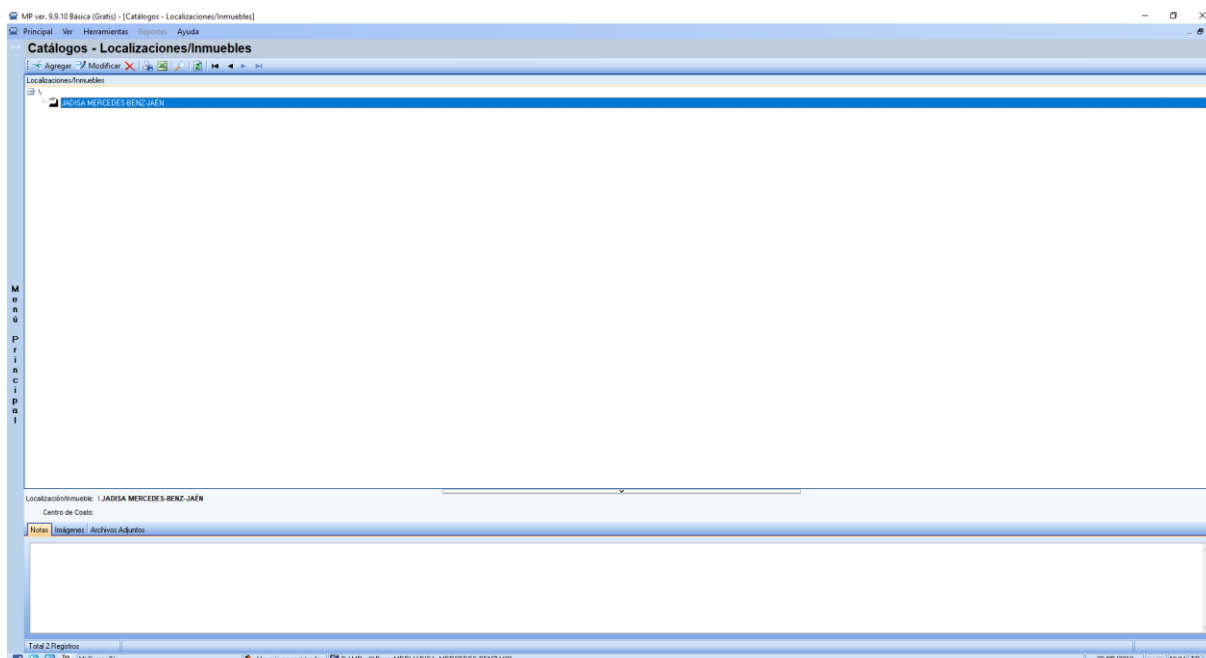 MP ver. 9.9.10 Básica (Gratis) - [Catálogos - Localizaciones/Inmuebles]
Principal Ver Herramientas Reportes Ayuda
Catálogos - Localizaciones/Inmuebles
Agregar Modificar
Localizaciones/Inmuebles
\
JADISA MERCEDES-BENZ-JAÉN
Menú Principal
Localización/Inmueble: \ JADISA MERCEDES-BENZ-JAÉN
Centro de Costo:
Notas Imágenes Archivos Adjuntos
Total 2 Registros